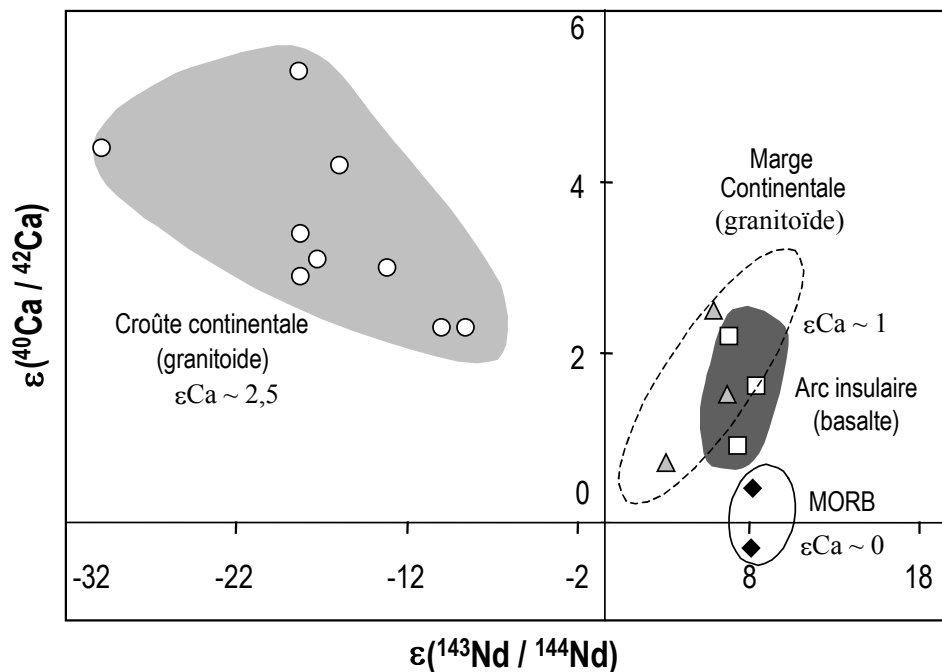 6
4
2
0
ε(⁴⁰Ca / ⁴²Ca)
Marge
Continentale
(granitoïde)
Croûte continentale
(granitoide)
εCa ~ 2,5
εCa ~ 1
Arc insulaire
(basalte)
MORB
εCa ~ 0
-32 -22 -12 -2 8 18
ε(¹⁴³Nd / ¹⁴⁴Nd)